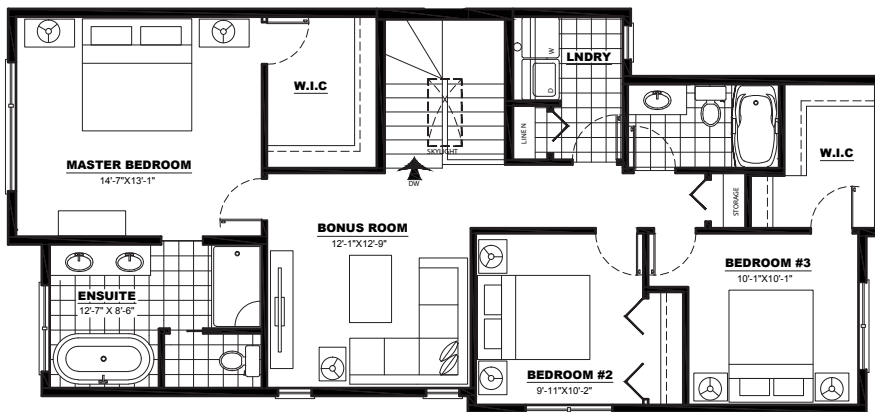 W
LNDRY
W.I.C
D
LINEN
SKYLIGHT
DW
MASTER BEDROOM
14'-7"X13'-1"
W.I.C
STORAGE
BONUS ROOM
12'-1"X12'-9"
BEDROOM #3
10'-1"X10'-1"
ENSUITE
12'-7" X 8'-6"
BEDROOM #2
9'-11"X10'-2"